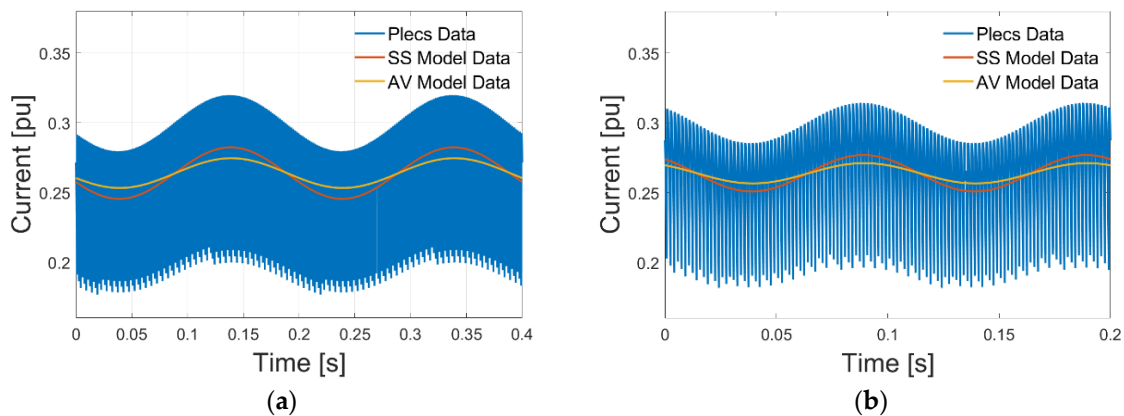 Plecs Data
SS Model Data
AV Model Data
0.35
0.3
0.25
0.2
Current [pu]
0 0.05 0.1 0.15 0.2 0.25 0.3 0.35 0.4
Time [s]
(a)
Plecs Data
SS Model Data
AV Model Data
0.35
0.3
0.25
0.2
Current [pu]
0 0.05 0.1 0.15 0.2
Time [s]
(b)